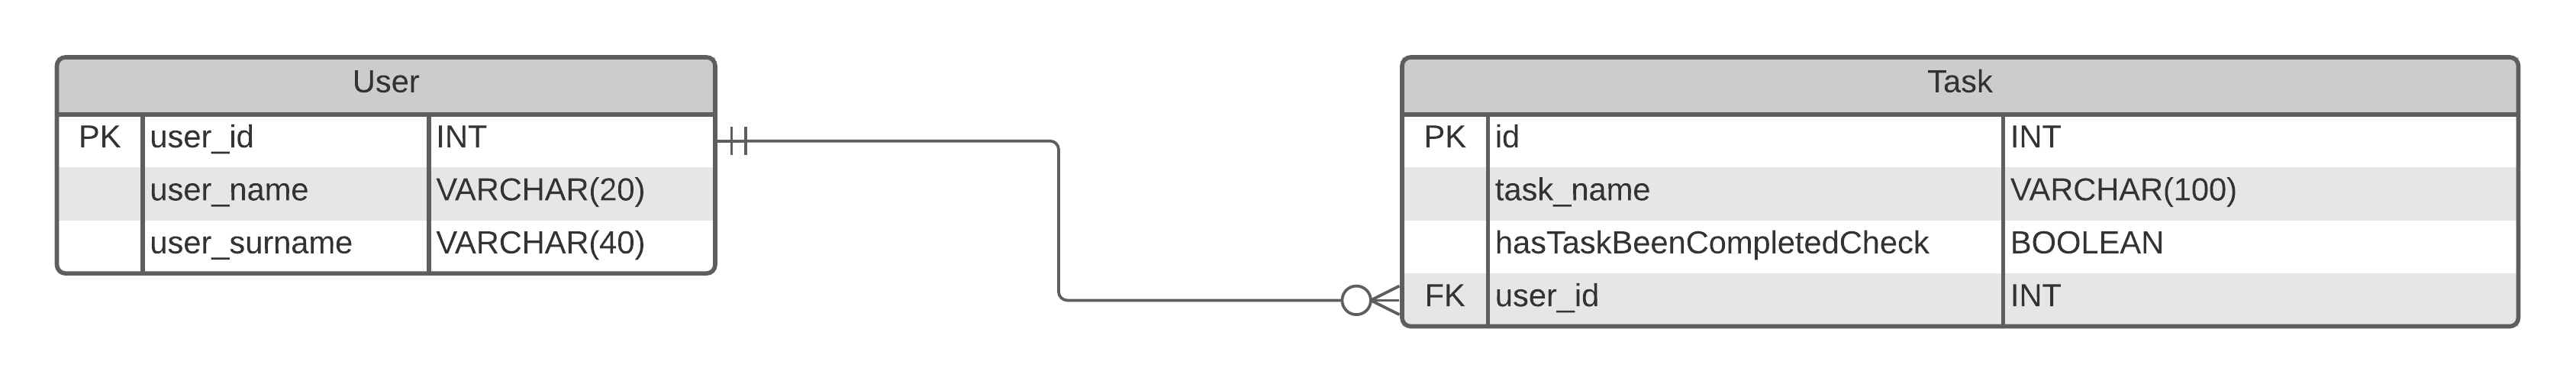 User
PK user_id INT
user_name VARCHAR(20)
user_surname VARCHAR(40)
Task
PK id INT
task_name VARCHAR(100)
hasTaskBeenCompletedCheck BOOLEAN
FK user_id INT